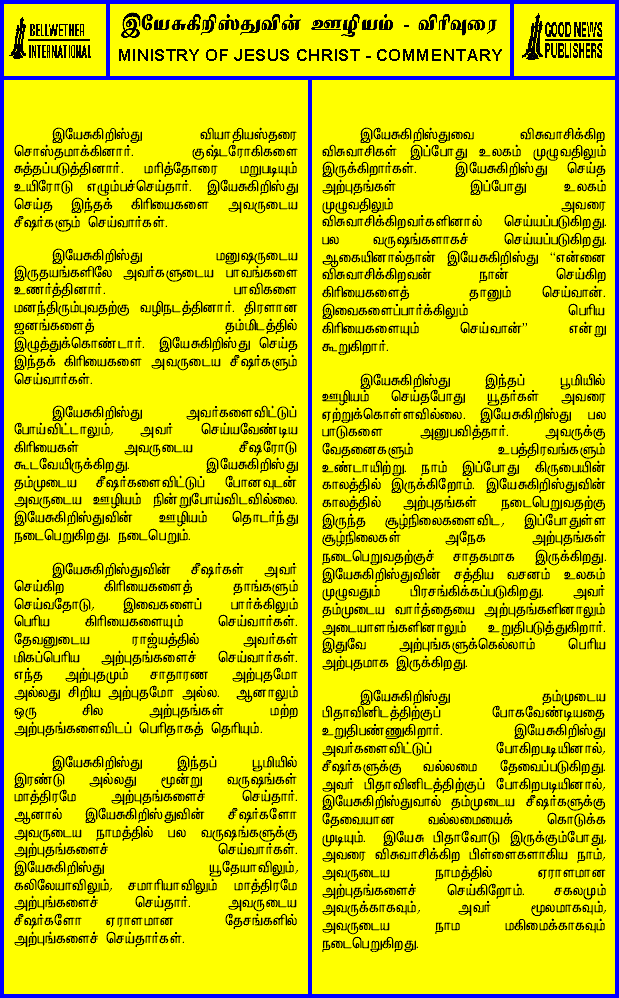 BELLWETHER
INTERNATIONAL
இயேசுகிறிஸ்துவின் ஊழியம் - விரிவுரை
MINISTRY OF JESUS CHRIST - COMMENTARY
GOOD NEWS
PUBLISHERS
இயேசுகிறிஸ்து வியாதியஸ்தரை
சொஸ்தமாக்கினார். குஷ்டரோகிகளை
சுத்தப்படுத்தினார். மரித்தோரை மறுபடியும்
உயிரோடு எழும்பச்செய்தார். இயேசுகிறிஸ்து
செய்த இந்தக் கிரியைகளை அவருடைய
சீஷர்களும் செய்வார்கள்.
இயேசுகிறிஸ்து மனுஷருடைய
இருதயங்களிலே அவர்களுடைய பாவங்களை
உணர்த்தினார். பாவிகளை
மனந்திரும்புவதற்கு வழிநடத்தினார். திரளான
ஜனங்களைத் தம்மிடத்தில்
இழுத்துக்கொண்டார். இயேசுகிறிஸ்து செய்த
இந்தக் கிரியைகளை அவருடைய சீஷர்களும்
செய்வார்கள்.
இயேசுகிறிஸ்து அவர்களைவிட்டுப்
போய்விட்டாலும், அவர் செய்யவேண்டிய
கிரியைகள் அவருடைய சீஷரோடு
கூடவேயிருக்கிறது. இயேசுகிறிஸ்து
தம்முடைய சீஷர்களைவிட்டுப் போனவுடன்
அவருடைய ஊழியம் நின்றுபோய்விடவில்லை.
இயேசுகிறிஸ்துவின் ஊழியம் தொடர்ந்து
நடைபெறுகிறது. நடைபெறும்.
இயேசுகிறிஸ்துவின் சீஷர்கள் அவர்
செய்கிற கிரியைகளைத் தாங்களும்
செய்வதோடு, இவைகளைப் பார்க்கிலும்
பெரிய கிரியைகளையும் செய்வார்கள்.
தேவனுடைய ராஜ்யத்தில் அவர்கள்
மிகப்பெரிய அற்புதங்களைச் செய்வார்கள்.
எந்த அற்புதமும் சாதாரண அற்புதமோ
அல்லது சிறிய அற்புதமோ அல்ல. ஆனாலும்
ஒரு சில அற்புதங்கள் மற்ற
அற்புதங்களைவிடப் பெரிதாகத் தெரியும்.
இயேசுகிறிஸ்து இந்தப் பூமியில்
இரண்டு அல்லது மூன்று வருஷங்கள்
மாத்திரமே அற்புதங்களைச் செய்தார்.
ஆனால் இயேசுகிறிஸ்துவின் சீஷர்களோ
அவருடைய நாமத்தில் பல வருஷங்களுக்கு
அற்புதங்களைச் செய்வார்கள்.
இயேசுகிறிஸ்து யூதேயாவிலும்,
கலிலேயாவிலும், சமாரியாவிலும் மாத்திரமே
அற்புங்களைச் செய்தார். அவருடைய
சீஷர்களோ ஏராளமான தேசங்களில்
அற்புங்களைச் செய்தார்கள்.
இயேசுகிறிஸ்துவை விசுவாசிக்கிற
விசுவாசிகள் இப்போது உலகம் முழுவதிலும்
இருக்கிறார்கள். இயேசுகிறிஸ்து செய்த
அற்புதங்கள் இப்போது உலகம்
முழுவதிலும் அவரை
விசுவாசிக்கிறவர்களினால் செய்யப்படுகிறது.
பல வருஷங்களாகச் செய்யப்படுகிறது.
ஆகையினால்தான் இயேசுகிறிஸ்து "என்னை
விசுவாசிக்கிறவன் நான் செய்கிற
கிரியைகளைத் தானும் செய்வான்.
இவைகளைப்பார்க்கிலும் பெரிய
கிரியைகளையும் செய்வான்" என்று
கூறுகிறார்.
இயேசுகிறிஸ்து இந்தப் பூமியில்
ஊழியம் செய்தபோது யூதர்கள் அவரை
ஏற்றுக்கொள்ளவில்லை. இயேசுகிறிஸ்து பல
பாடுகளை அனுபவித்தார். அவருக்கு
வேதனைகளும் உபத்திரவங்களும்
உண்டாயிற்று. நாம் இப்போது கிருபையின்
காலத்தில் இருக்கிறோம். இயேசுகிறிஸ்துவின்
காலத்தில் அற்புதங்கள் நடைபெறுவதற்கு
இருந்த சூழ்நிலைகளைவிட, இப்போதுள்ள
சூழ்நிலைகள் அநேக அற்புதங்கள்
நடைபெறுவதற்குச் சாதகமாக இருக்கிறது.
இயேசுகிறிஸ்துவின் சத்திய வசனம் உலகம்
முழுவதும் பிரசங்கிக்கப்படுகிறது. அவர்
தம்முடைய வார்த்தையை அற்புதங்களினாலும்
அடையாளங்களினாலும் உறுதிபடுத்துகிறார்.
இதுவே அற்புங்களுக்கெல்லாம் பெரிய
அற்புதமாக இருக்கிறது.
இயேசுகிறிஸ்து தம்முடைய
பிதாவினிடத்திற்குப் போகவேண்டியதை
உறுதிபண்ணுகிறார். இயேசுகிறிஸ்து
அவர்களைவிட்டுப் போகிறபடியினால்,
சீஷர்களுக்கு வல்லமை தேவைப்படுகிறது.
அவர் பிதாவினிடத்திற்குப் போகிறபடியினால்,
இயேசுகிறிஸ்துவால் தம்முடைய சீஷர்களுக்கு
தேவையான வல்லமையைக் கொடுக்க
முடியும். இயேசு பிதாவோடு இருக்கும்போது,
அவரை விசுவாசிக்கிற பிள்ளைகளாகிய நாம்,
அவருடைய நாமத்தில் ஏராளமான
அற்புதங்களைச் செய்கிறோம். சகலமும்
அவருக்காகவும், அவர் மூலமாகவும்,
அவருடைய நாம மகிமைக்காகவும்
நடைபெறுகிறது.